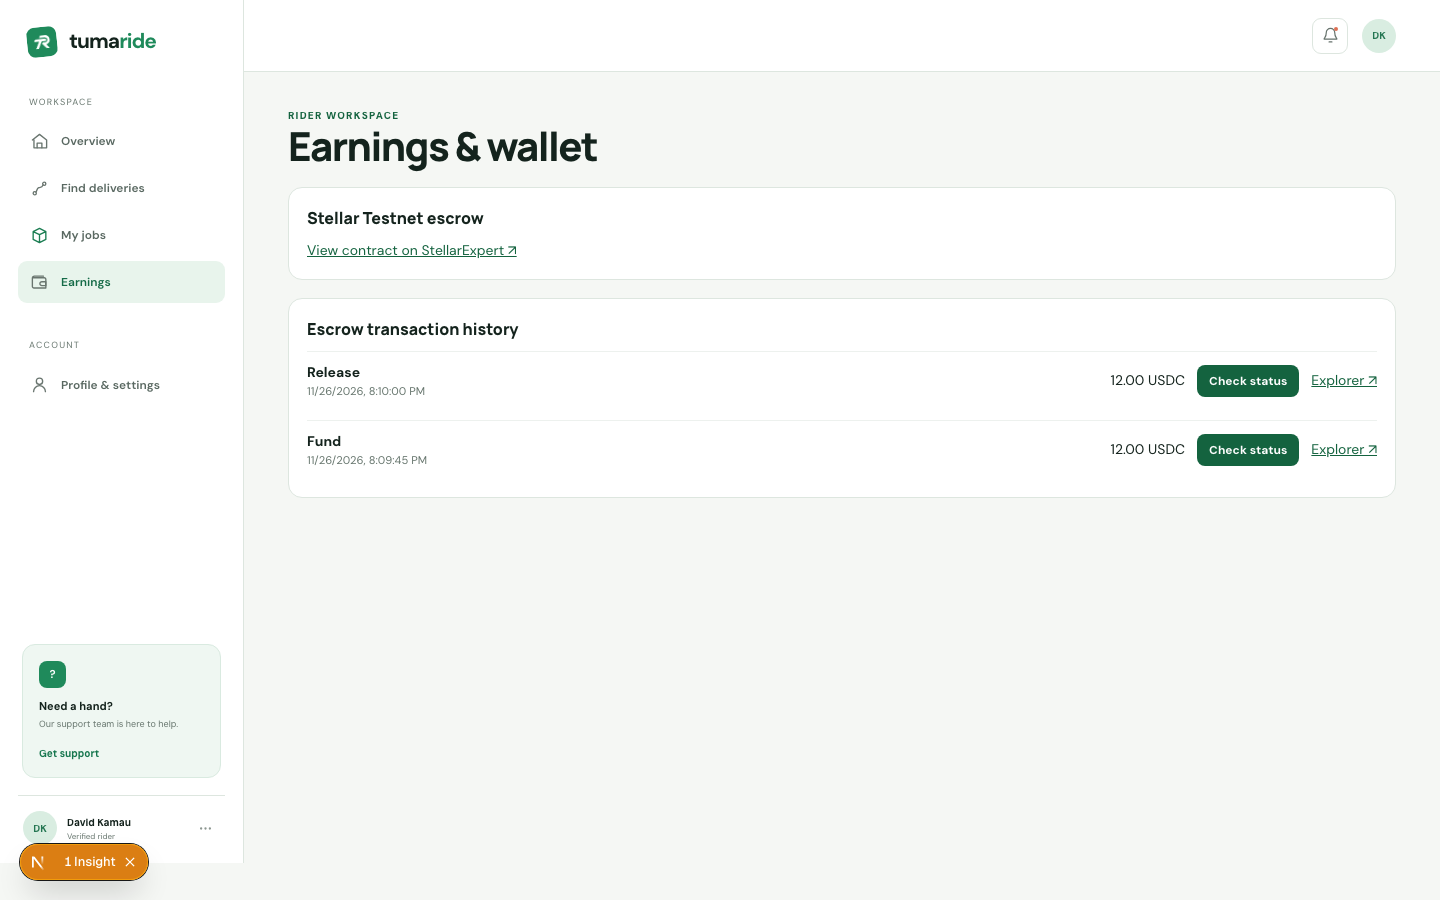 tumaride
DK
WORKSPACE
Overview
Find deliveries
My jobs
Earnings
ACCOUNT
Profile & settings
RIDER WORKSPACE
Earnings & wallet
Stellar Testnet escrow
View contract on StellarExpert ↗
Escrow transaction history
Release
11/26/2026, 8:10:00 PM
12.00 USDC
Check status
Explorer ↗
Fund
11/26/2026, 8:09:45 PM
12.00 USDC
Check status
Explorer ↗
?
Need a hand?
Our support team is here to help.
Get support
DK
David Kamau
Verified rider
...
N
1 Insight